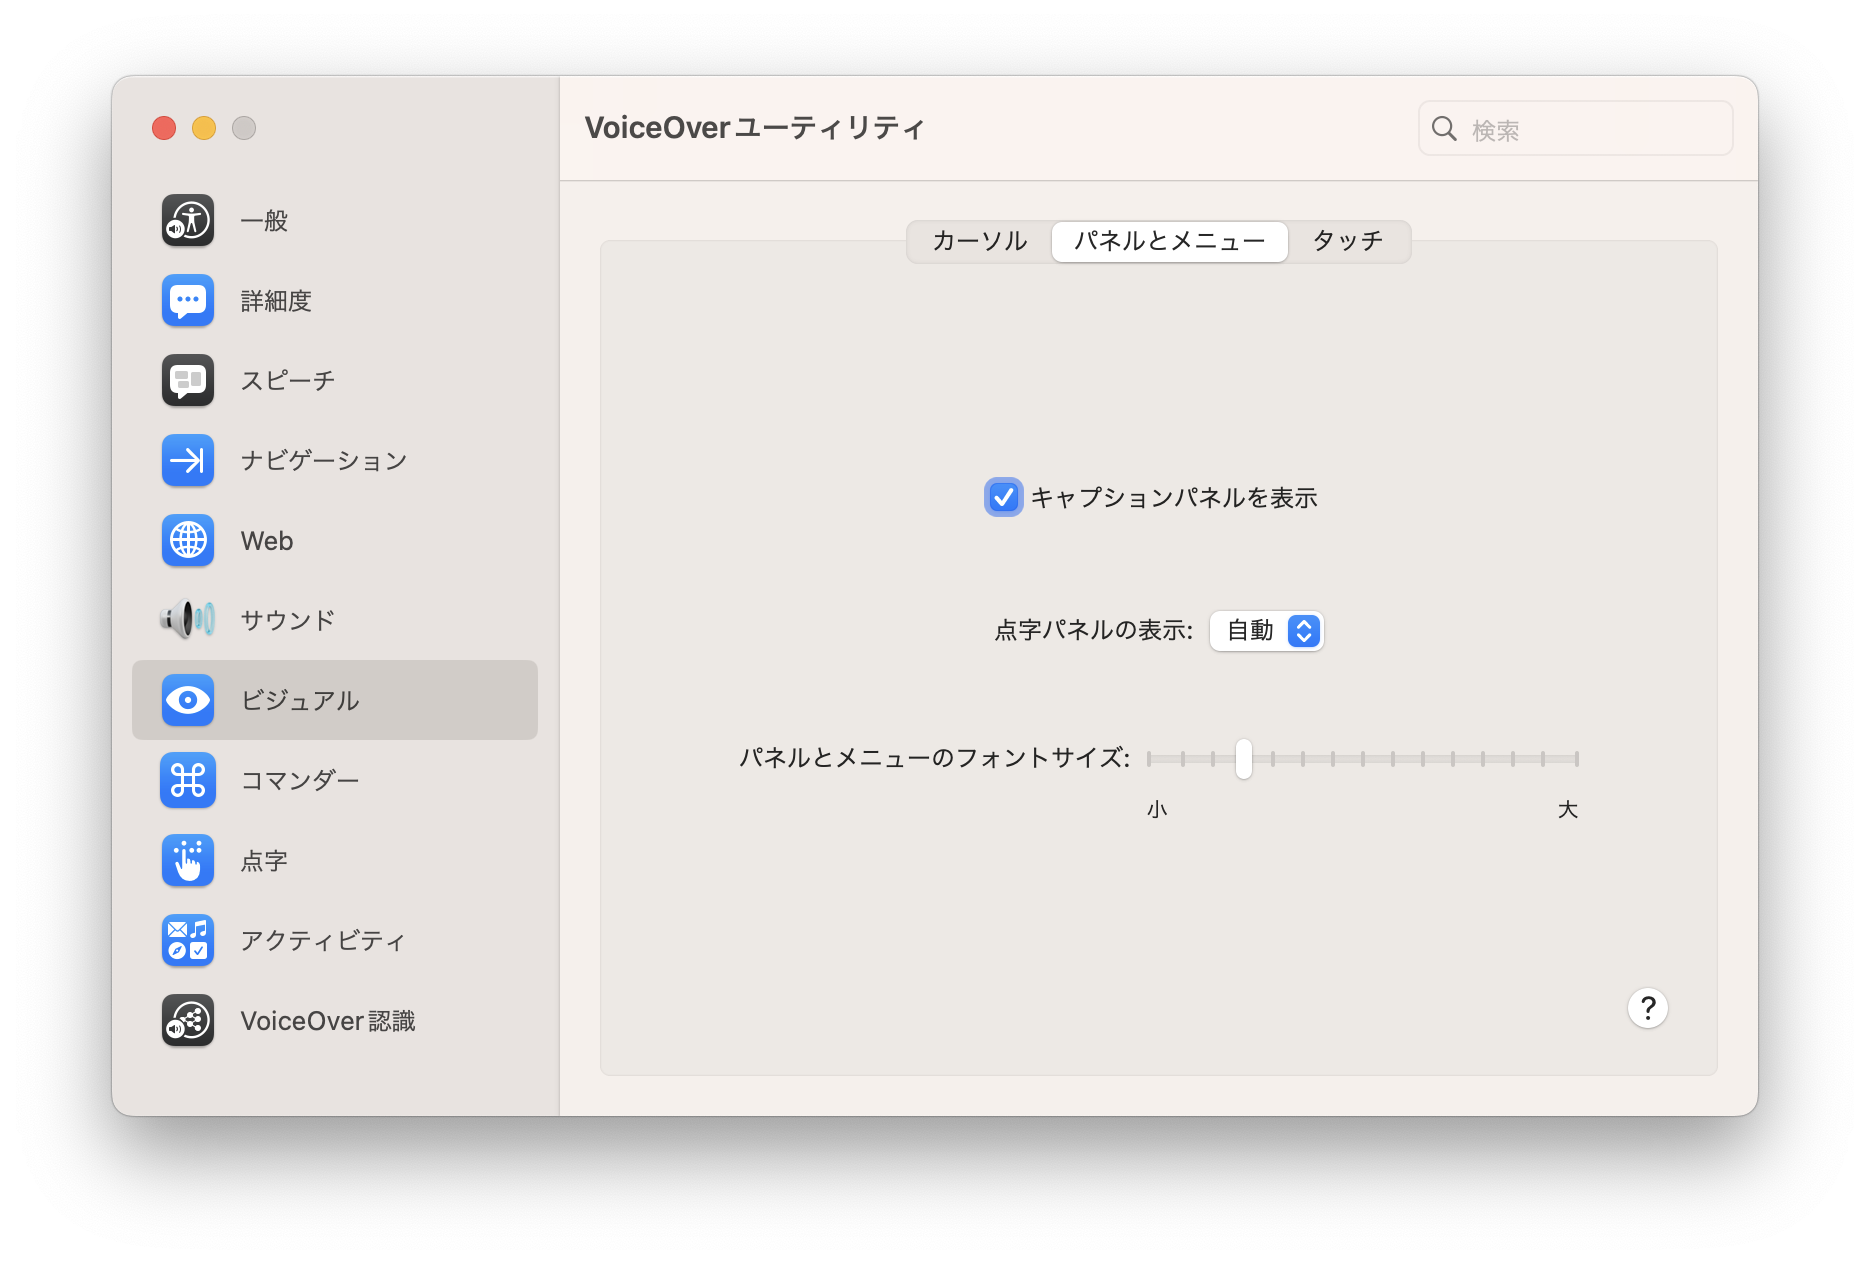 VoiceOverユーティリティ
検索
一般
詳細度
スピーチ
ナビゲーション
Web
サウンド
ビジュアル
コマンダー
点字
アクティビティ
VoiceOver認識
カーソル パネルとメニュー タッチ
キャプションパネルを表示
点字パネルの表示: 自動
パネルとメニューのフォントサイズ:
小 大
?